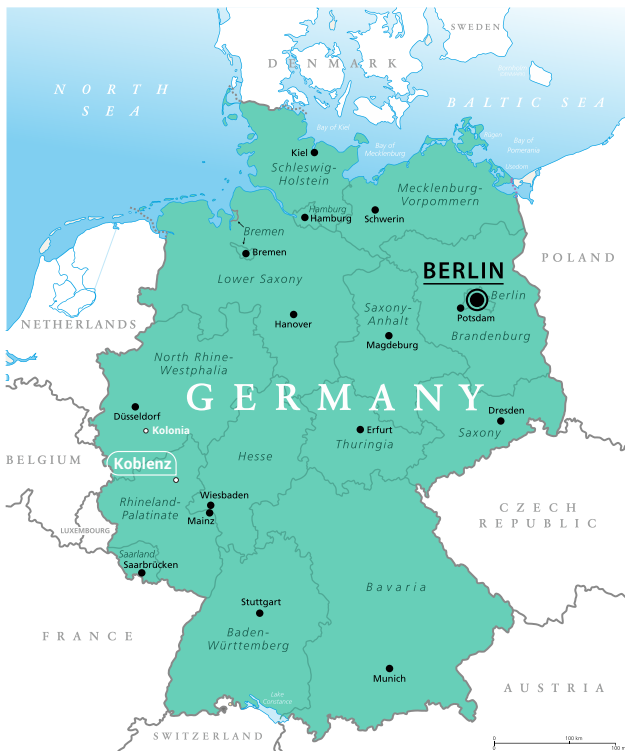 SWEDEN
DENMARK
NORTH
SEA
BALTIC SEA
Bay of Kiel
Rügen
Bay of
Pomerania
Bay of
Mecklenburg
Usedom
Kiel
Schleswig-
Holstein
Mecklenburg-
Vorpommern
Hamburg
Hamburg
Schwerin
Bremen
Bremen
POLAND
Lower Saxony
BERLIN
Berlin
Potsdam
Brandenburg
Saxony-
Anhalt
Magdeburg
Hanover
NETHERLANDS
North Rhine-
Westphalia
GERMANY
Düsseldorf
Kolonia
Dresden
Saxony
Erfurt
Thuringia
Hesse
BELGIUM
Koblenz
Rhineland-
Palatinate
Wiesbaden
Mainz
LUXEMBOURG
CZECH
REPUBLIC
Saarland
Saarbrücken
Bavaria
Stuttgart
Baden-
Württemberg
FRANCE
Munich
AUSTRIA
Lake
Constance
SWITZERLAND
0 100 km
0 100 m